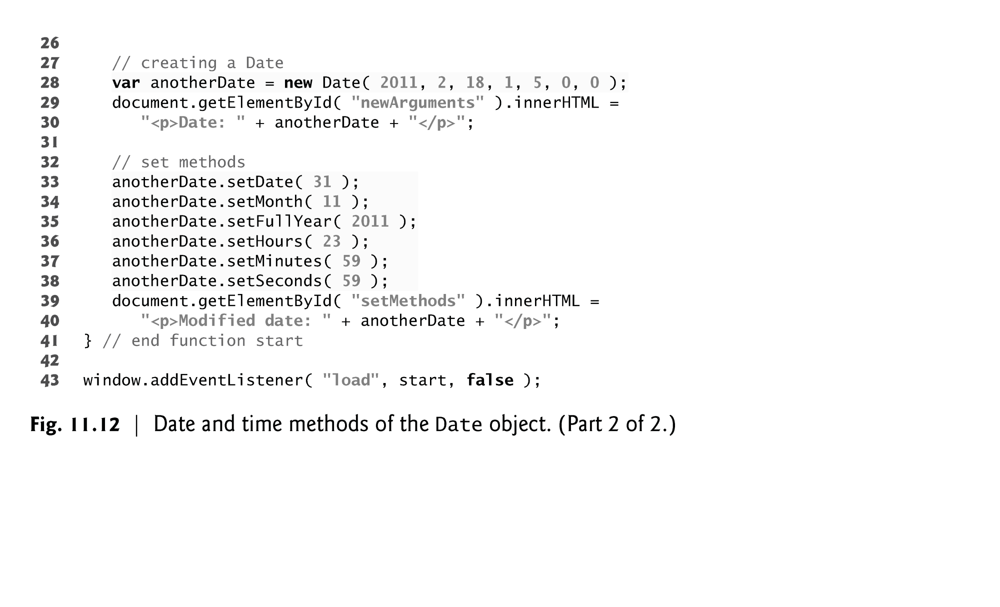 26
27 // creating a Date
28 var anotherDate = new Date( 2011, 2, 18, 1, 5, 0, 0 );
29 document.getElementById( "newArguments" ).innerHTML =
30 "<p>Date: " + anotherDate + "</p>";
31
32 // set methods
33 anotherDate.setDate( 31 );
34 anotherDate.setMonth( 11 );
35 anotherDate.setFullYear( 2011 );
36 anotherDate.setHours( 23 );
37 anotherDate.setMinutes( 59 );
38 anotherDate.setSeconds( 59 );
39 document.getElementById( "setMethods" ).innerHTML =
40 "<p>Modified date: " + anotherDate + "</p>";
41 } // end function start
42
43 window.addEventListener( "load", start, false );
Fig. 11.12 | Date and time methods of the Date object. (Part 2 of 2.)